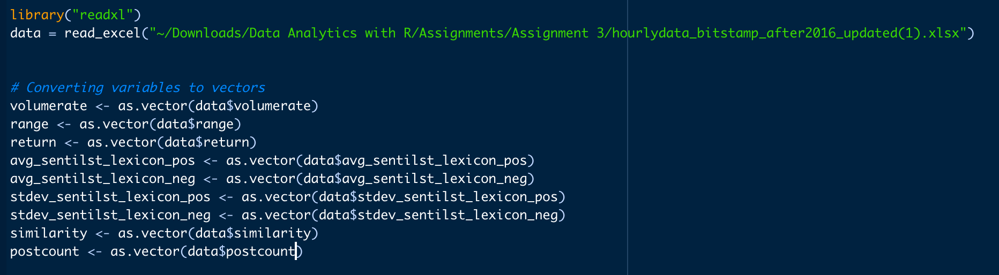 library("readxl")
data = read_excel("~/Downloads/Data Analytics with R/Assignments/Assignment 3/hourlydata_bitstamp_after2016_updated(1).xlsx")
# Converting variables to vectors
volumerate <- as.vector(data$volumerate)
range <- as.vector(data$range)
return <- as.vector(data$return)
avg_sentilst_lexicon_pos <- as.vector(data$avg_sentilst_lexicon_pos)
avg_sentilst_lexicon_neg <- as.vector(data$avg_sentilst_lexicon_neg)
stdev_sentilst_lexicon_pos <- as.vector(data$stdev_sentilst_lexicon_pos)
stdev_sentilst_lexicon_neg <- as.vector(data$stdev_sentilst_lexicon_neg)
similarity <- as.vector(data$similarity)
postcount <- as.vector(data$postcount)